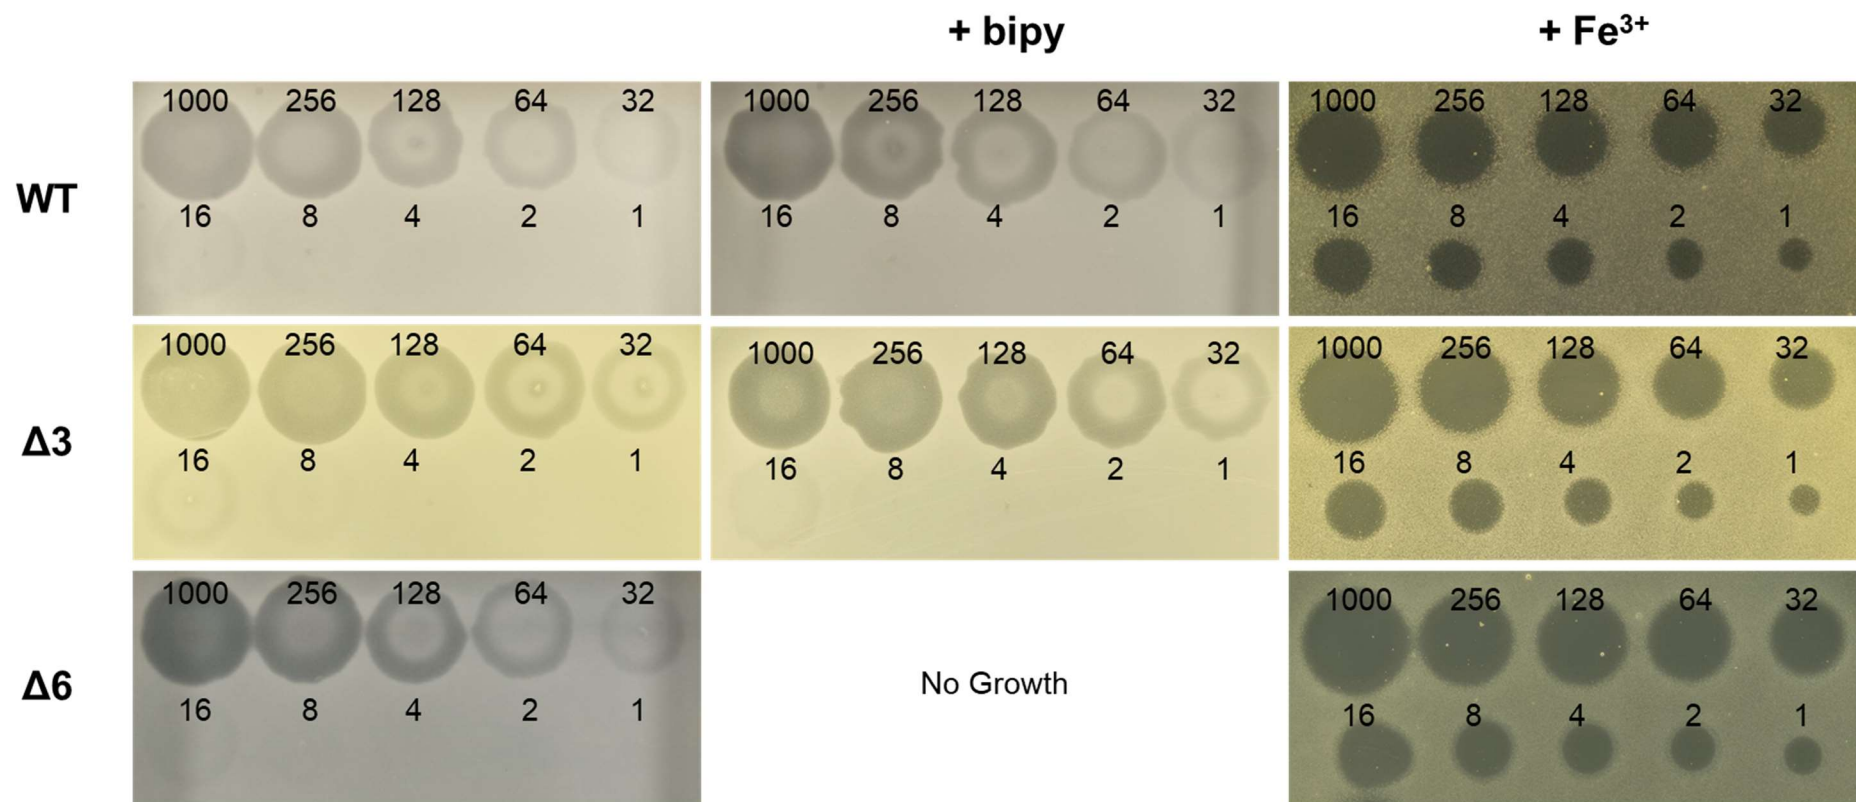 + bipy + Fe³⁺
1000 256 128 64 32 1000 256 128 64 32 1000 256 128 64 32
WT
16 8 4 2 1 16 8 4 2 1 16 8 4 2 1
1000 256 128 64 32 1000 256 128 64 32 1000 256 128 64 32
Δ3
16 8 4 2 1 16 8 4 2 1 16 8 4 2 1
1000 256 128 64 32 1000 256 128 64 32
Δ6 No Growth
16 8 4 2 1 16 8 4 2 1